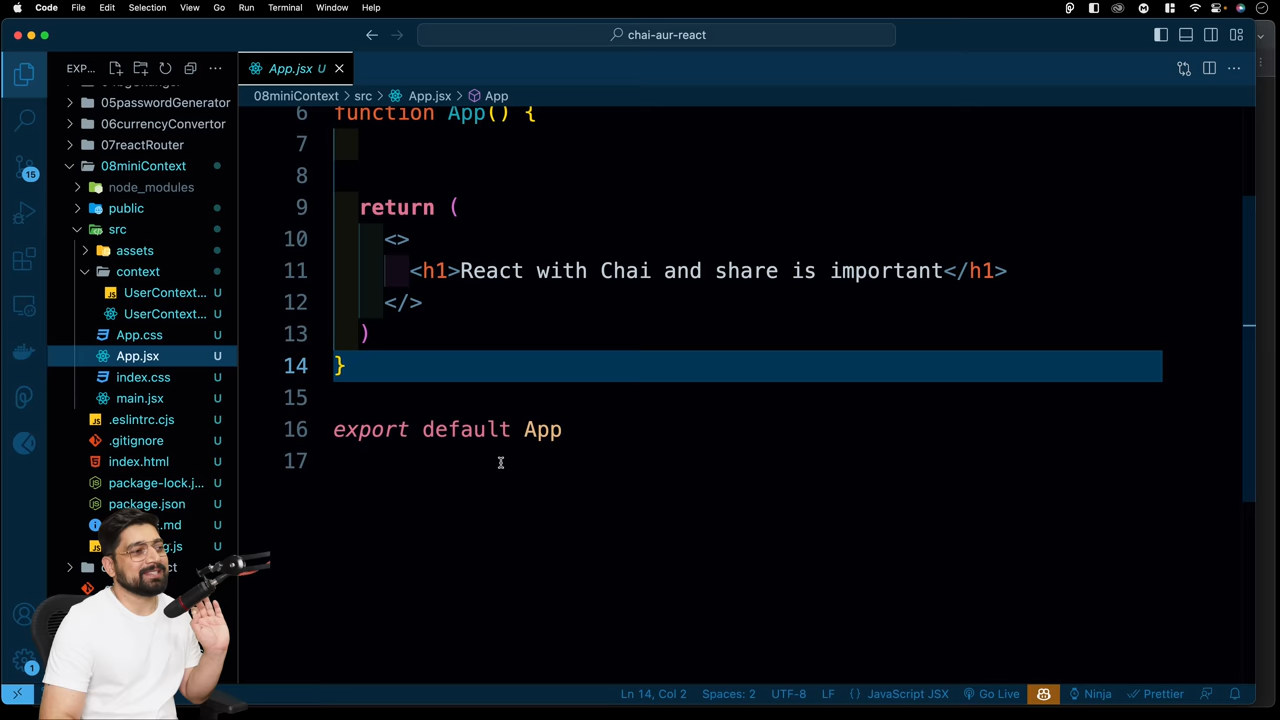 Code File Edit Selection View Go Run Terminal Window Help
chai-aur-react
EXP...
App.jsx U
08miniContext src App.jsx App
05passwordGenerator
06currencyConvertor
07reactRouter
08miniContext
node_modules
public
src
assets
context
UserContext... U
UserContext... U
App.css U
App.jsx U
index.css U
main.jsx U
.eslintrc.cjs U
.gitignore U
index.html U
package-lock.j... U
package.json U
.md U
g.js U
15
1
6 function App() {
7
8
9 return (
10 <>
11 <h1>React with Chai and share is important</h1>
12 </>
13 )
14 }
15
16 export default App
17
Ln 14, Col 2 Spaces: 2 UTF-8 LF {} JavaScript JSX Go Live Ninja Prettier